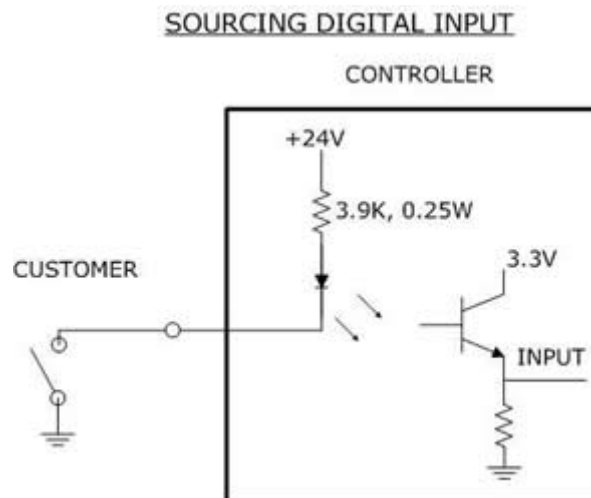 SOURCING DIGITAL INPUT
CONTROLLER
+24V
3.9K, 0.25W
CUSTOMER
3.3V
INPUT